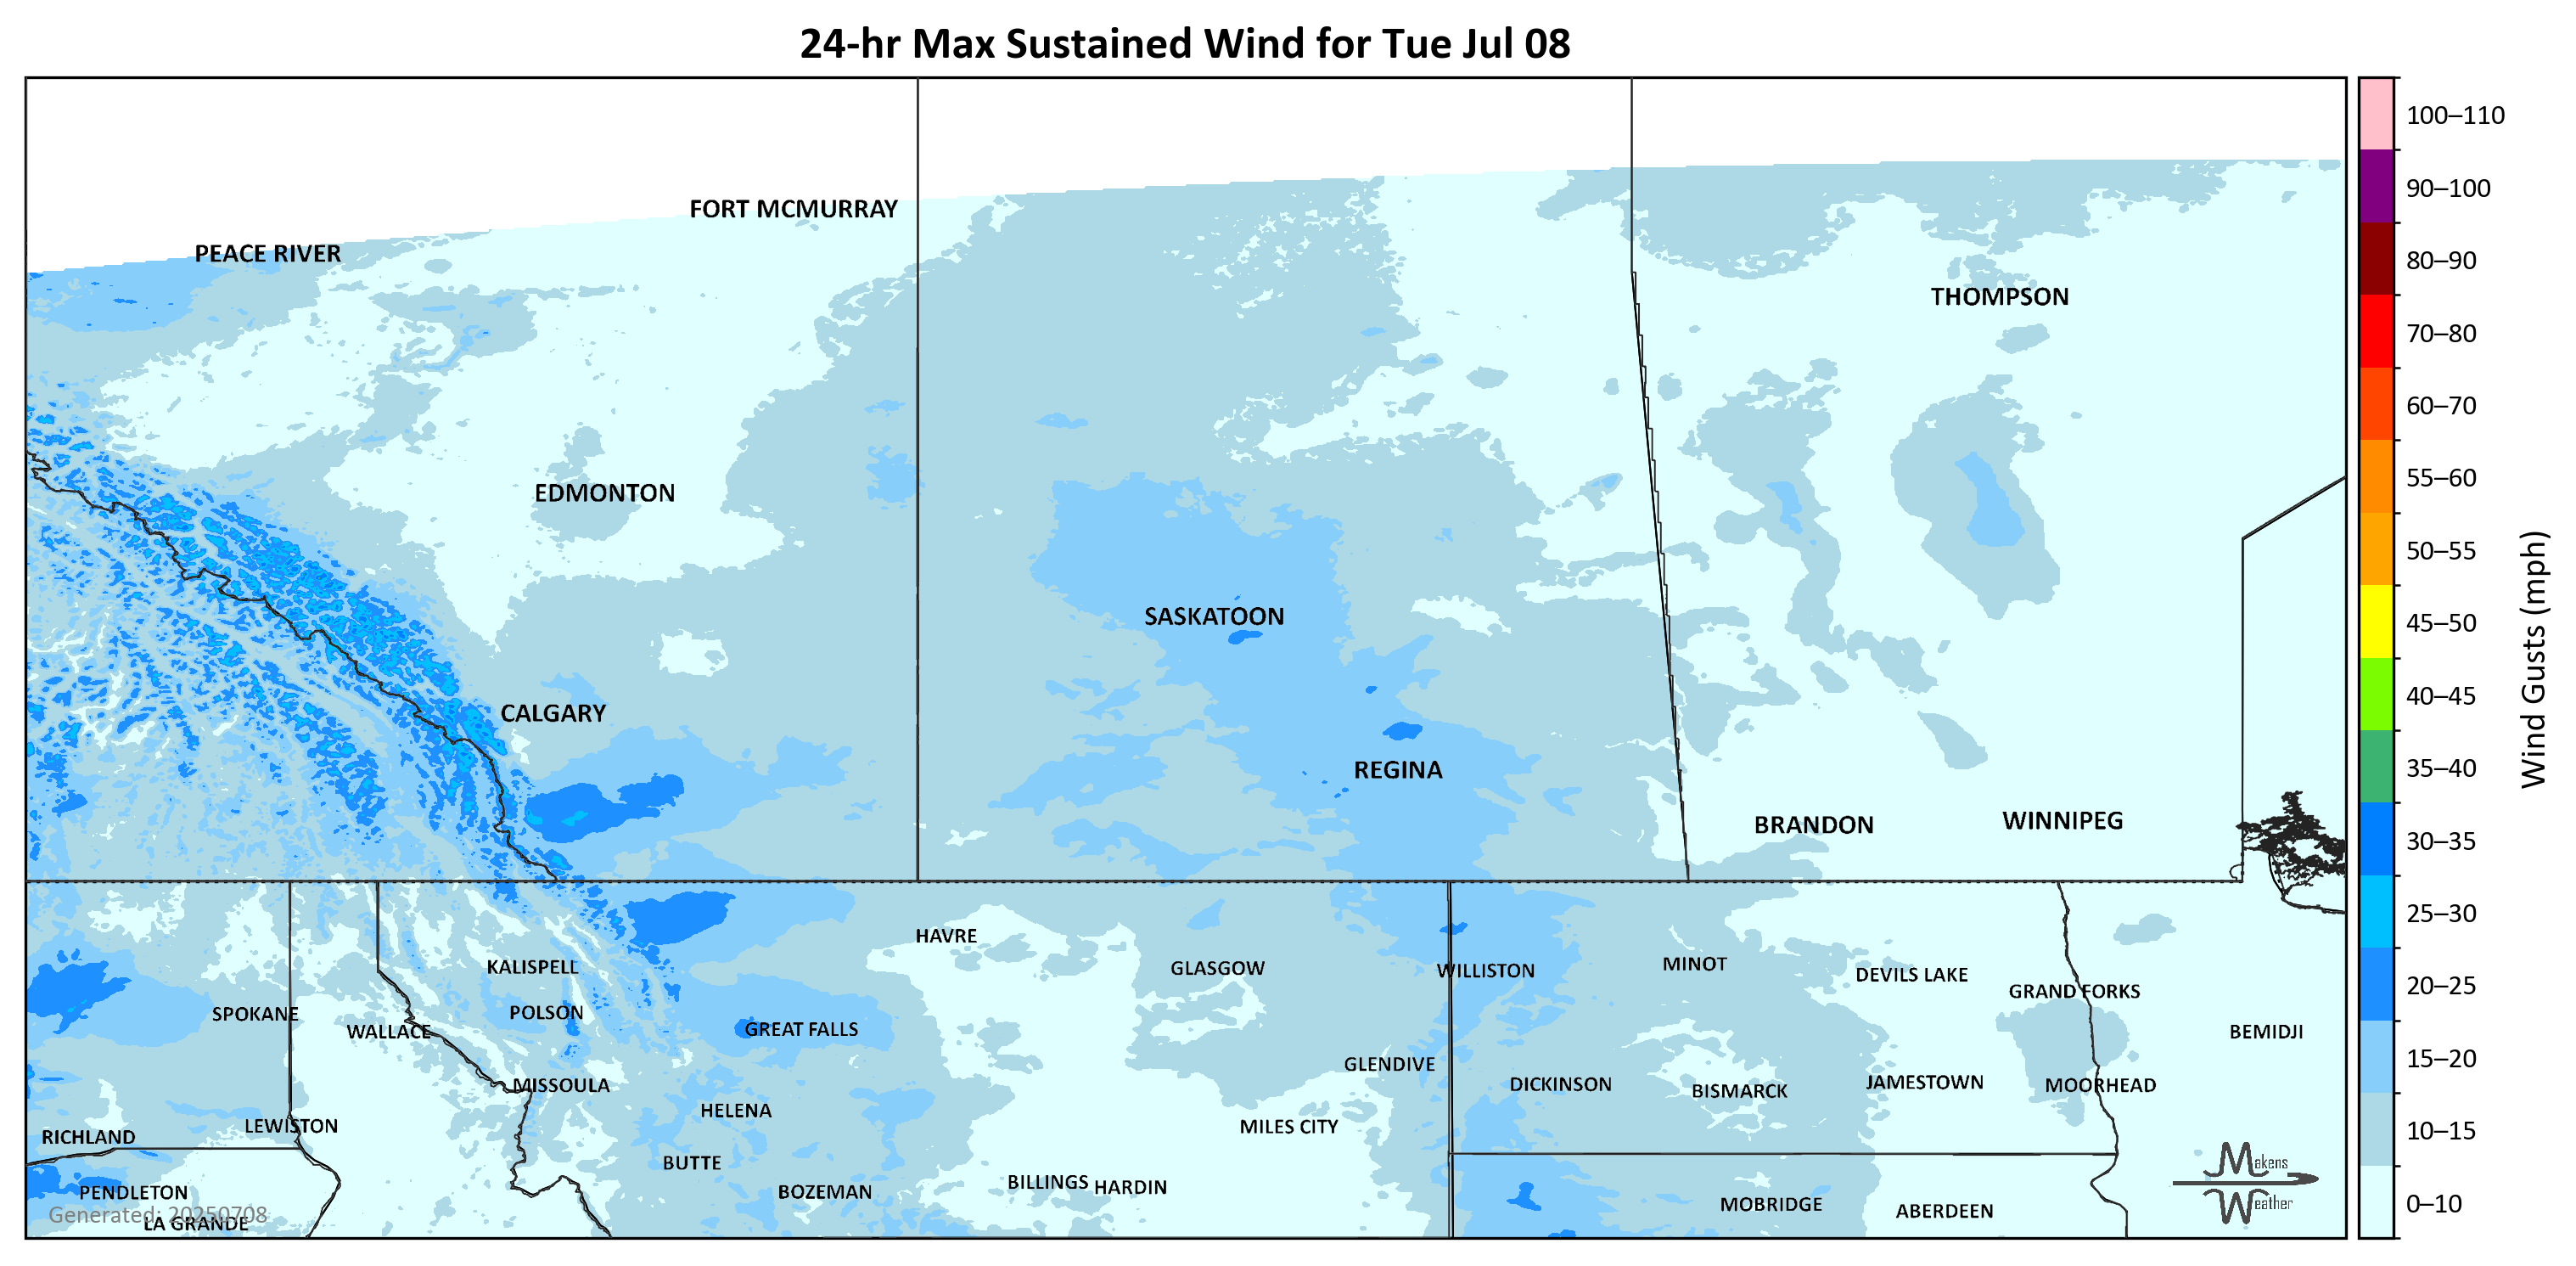 24-hr Max Sustained Wind for Tue Jul 08
FORT MCMURRAY
PEACE RIVER
THOMPSON
EDMONTON
SASKATOON
CALGARY
REGINA
BRANDON
WINNIPEG
HAVRE
KALISPELL
GLASGOW
WILLISTON
MINOT
DEVILS LAKE
GRAND FORKS
SPOKANE
POLSON
WALLACE
GREAT FALLS
BEMIDJI
GLENDIVE
MISSOULA
DICKINSON
BISMARCK
JAMESTOWN
MOORHEAD
HELENA
LEWISTON
MILES CITY
RICHLAND
BUTTE
PENDLETON
BOZEMAN
BILLINGS
HARDIN
MOBRIDGE
ABERDEEN
Generated: 20250708
LA GRANDE
Makens
Weather
100–110
90–100
80–90
70–80
60–70
55–60
50–55
45–50
40–45
35–40
30–35
25–30
20–25
15–20
10–15
0–10
Wind Gusts (mph)